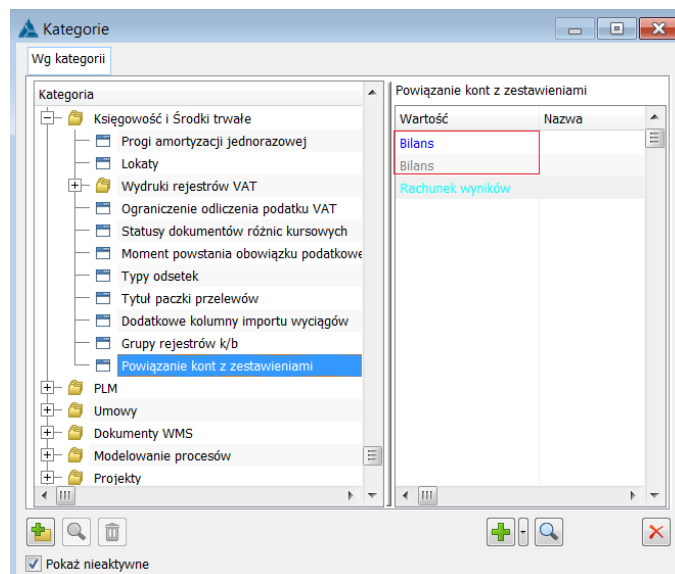 Kategorie
Wg kategorii
Kategoria
Księgowość i Środki trwałe
Progi amortyzacji jednorazowej
Lokaty
Wydruki rejestrów VAT
Ograniczenie odliczenia podatku VAT
Statusy dokumentów różnic kursowych
Moment powstania obowiązku podatkowe
Typy odsetek
Tytuł paczki przelewów
Dodatkowe kolumny importu wyciągów
Grupy rejestrów k/b
Powiązanie kont z zestawieniami
PLM
Umowy
Dokumenty WMS
Modelowanie procesów
Projekty
Powiązanie kont z zestawieniami
Wartość Nazwa
Bilans
Bilans
Rachunek wyników
Pokaż nieaktywne